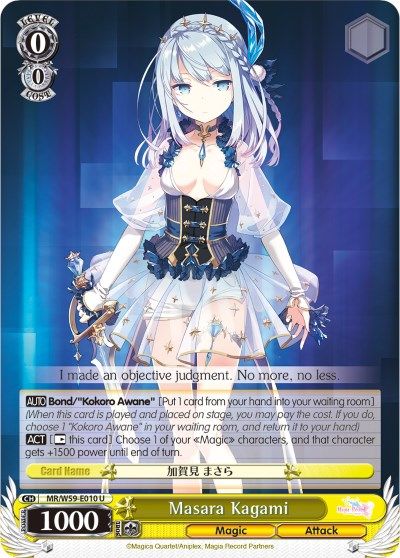 LEVEL
0
0
COST
I made an objective judgment. No more, no less.
AUTO Bond/"Kokoro Awane" [Put 1 card from your hand into your waiting room]
(When this card is played and placed on stage, you may pay the cost. If you do,
choose 1 "Kokoro Awane" in your waiting room, and return it to your hand)
ACT [ this card] Choose 1 of your «Magic» characters, and that character
gets +1500 power until end of turn.
Card Name 加賀見 まさら
CH MR/W59-E010 U
1000
Masara Kagami
Magic Attack
©Magica Quartet/Aniplex, Magia Record Partners